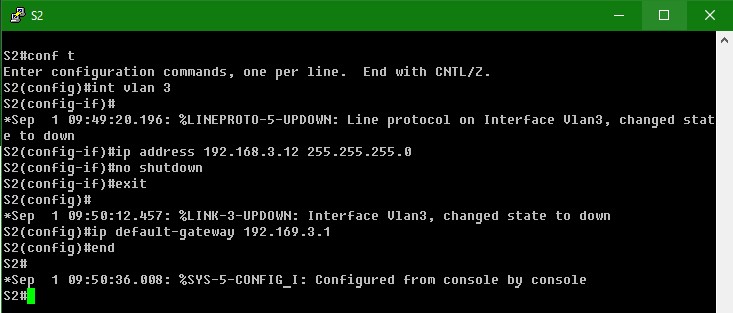 S2
S2#conf t
Enter configuration commands, one per line.  End with CNTL/Z.
S2(config)#int vlan 3
S2(config-if)#
*Sep  1 09:49:20.196: %LINEPROTO-5-UPDOWN: Line protocol on Interface Vlan3, changed stat
e to down
S2(config-if)#ip address 192.168.3.12 255.255.255.0
S2(config-if)#no shutdown
S2(config-if)#exit
S2(config)#
*Sep  1 09:50:12.457: %LINK-3-UPDOWN: Interface Vlan3, changed state to down
S2(config)#ip default-gateway 192.169.3.1
S2(config)#end
S2#
*Sep  1 09:50:36.008: %SYS-5-CONFIG_I: Configured from console by console
S2#